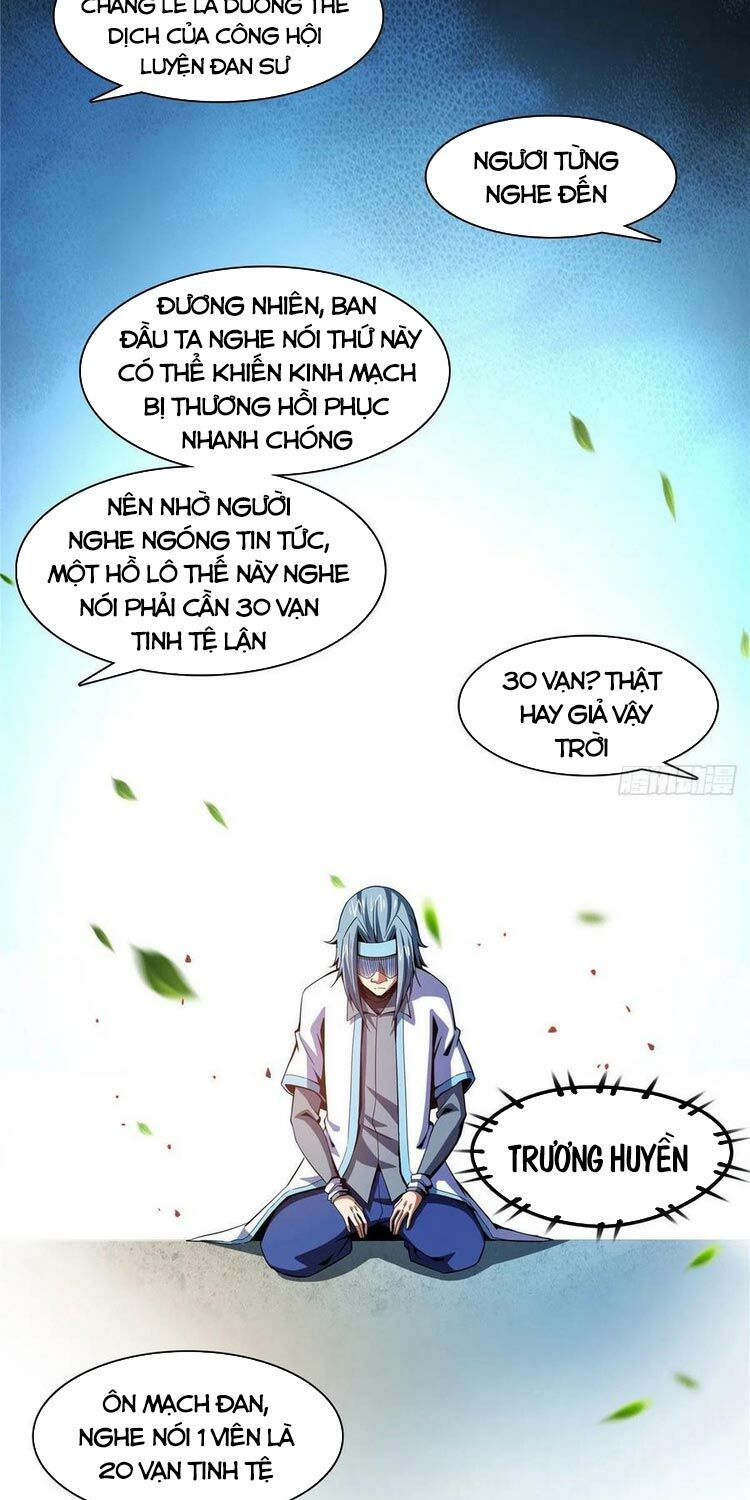 CHẲNG LẼ LÀ DƯỠNG THỂ
DỊCH CỦA CÔNG HỘI
LUYỆN ĐAN SƯ
NGƯƠI TỪNG
NGHE ĐẾN
ĐƯƠNG NHIÊN, BAN
ĐẦU TA NGHE NÓI THỨ NÀY
CÓ THỂ KHIẾN KINH MẠCH
BỊ THƯƠNG HỒI PHỤC
NHANH CHÓNG
NÊN NHỜ NGƯỜI
NGHE NGÓNG TIN TỨC,
MỘT HỒ LÔ THẾ NÀY NGHE
NÓI PHẢI CẦN 30 VẠN
TINH TỆ LẬN
30 VẠN? THẬT
HAY GIẢ VẬY
TRỜI
TRƯƠNG HUYỀN
ÔN MẠCH ĐAN,
NGHE NÓI 1 VIÊN LÀ
20 VẠN TINH TỆ